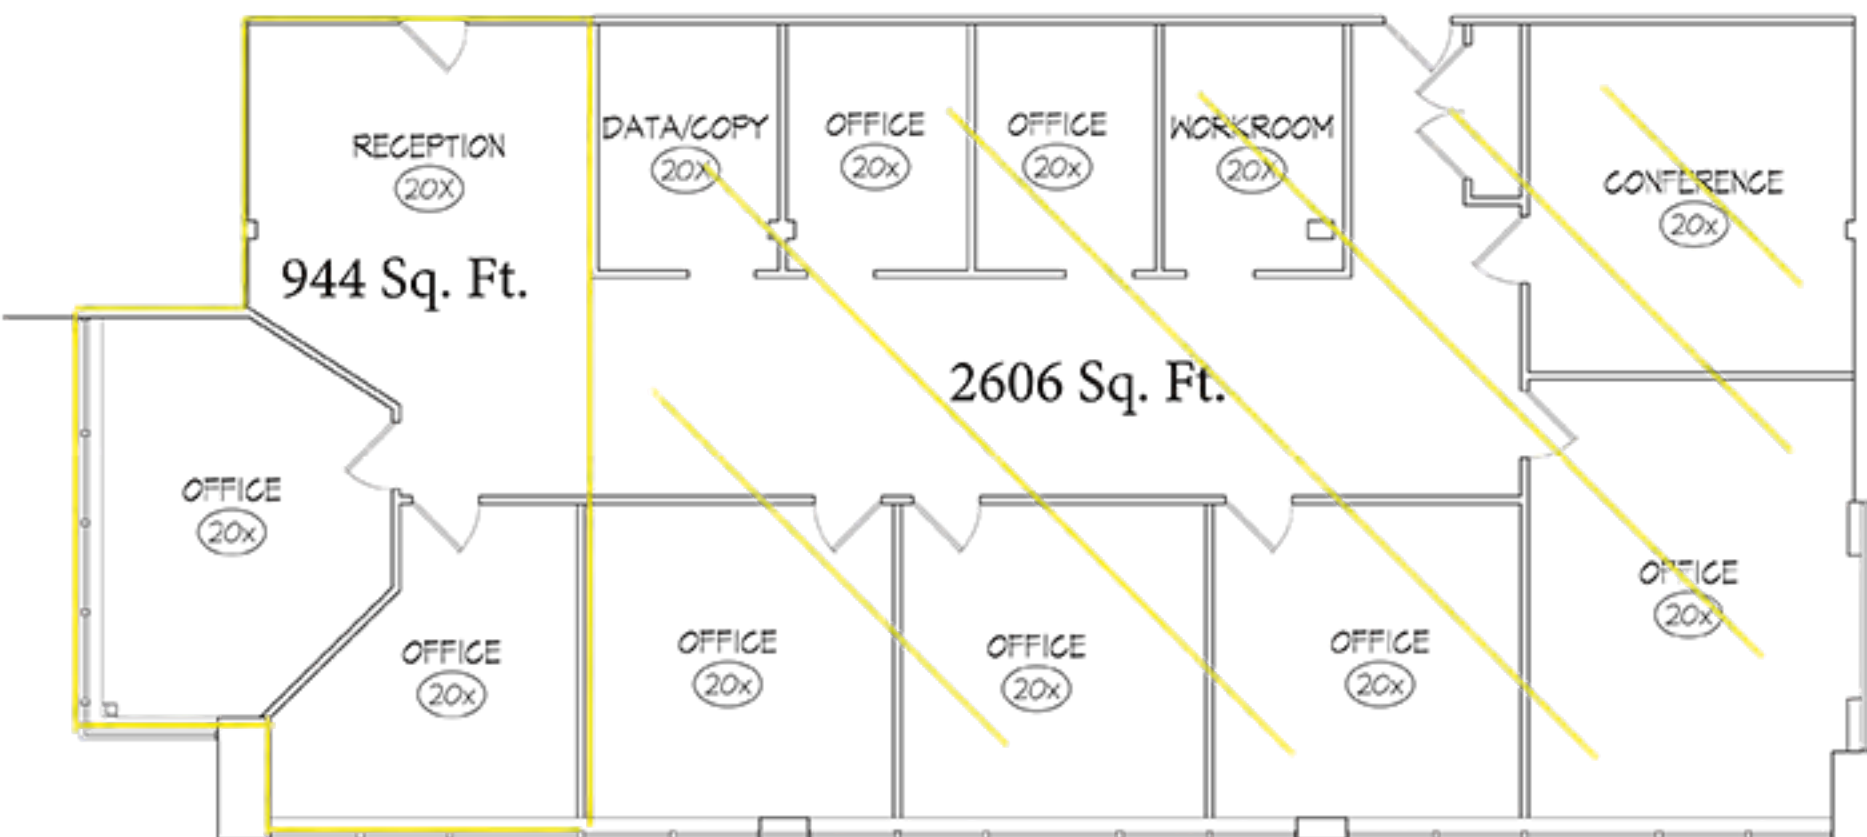 RECEPTION
20X
DATA/COPY
20X
OFFICE
20x
OFFICE
20x
WORKROOM
20X
CONFERENCE
20x
944 Sq. Ft.
2606 Sq. Ft.
OFFICE
20x
OFFICE
20x
OFFICE
20x
OFFICE
20x
OFFICE
20x
OFFICE
20x